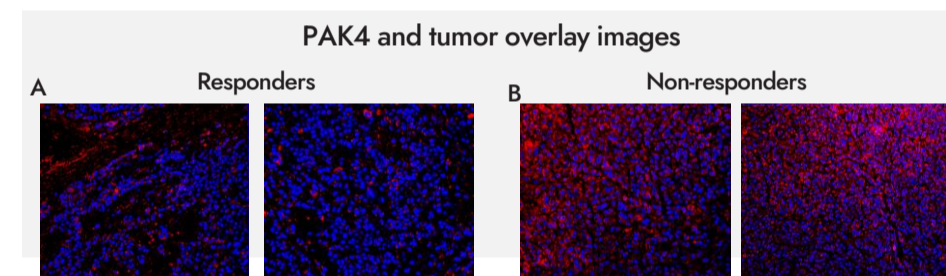 PAK4 and tumor overlay images
A
Responders
B
Non-responders